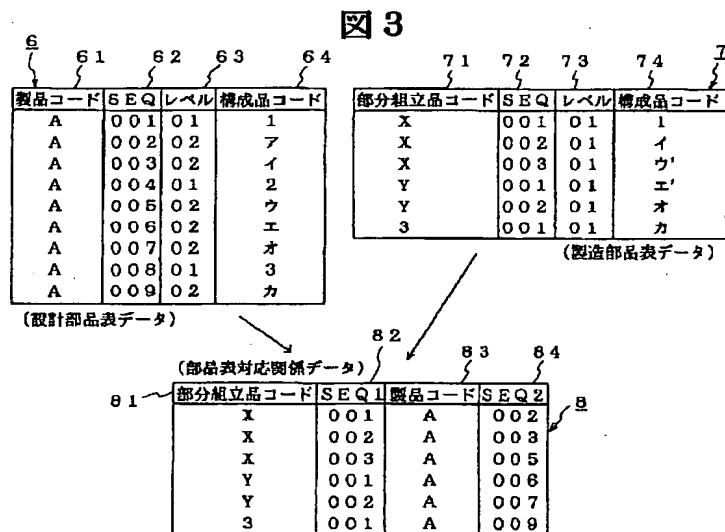 図3
6 61 62 63 64
製品コード SEQ レベル 構成品コード
A 001 01 1
A 002 02 ア
A 003 02 イ
A 004 01 2
A 005 02 ウ
A 006 02 エ
A 007 02 オ
A 008 01 3
A 009 02 カ
(設計部品表データ)
71 72 73 74 7
部分組立品コード SEQ レベル 構成品コード
X 001 01 1
X 002 01 イ
X 003 01 ウ'
Y 001 01 エ'
Y 002 01 オ
3 001 01 カ
(製造部品表データ)
(部品表対応関係データ)
81 82 83 84 8
部分組立品コード SEQ1 製品コード SEQ2
X 001 A 002
X 002 A 003
X 003 A 005
Y 001 A 006
Y 002 A 007
3 001 A 009